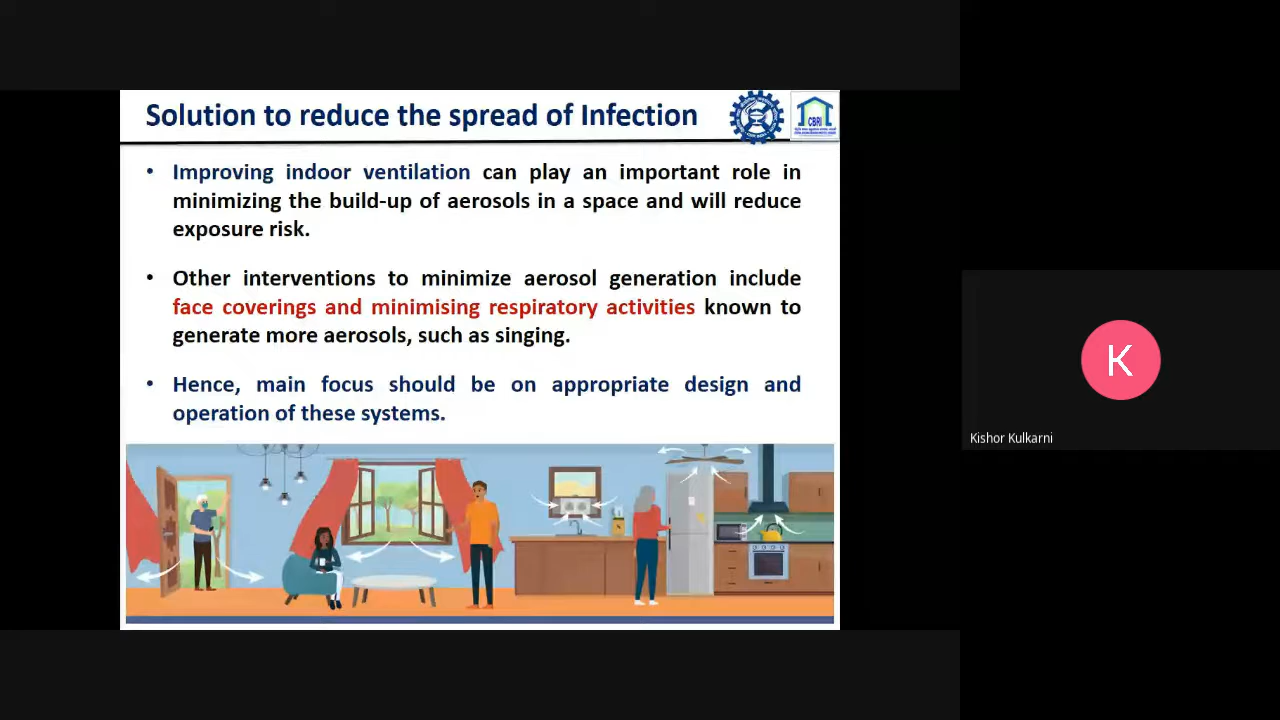 Solution to reduce the spread of Infection
CBRI
• Improving indoor ventilation can play an important role in
minimizing the build-up of aerosols in a space and will reduce
exposure risk.
• Other interventions to minimize aerosol generation include
face coverings and minimising respiratory activities known to
generate more aerosols, such as singing.
• Hence, main focus should be on appropriate design and
operation of these systems.
K
Kishor Kulkarni